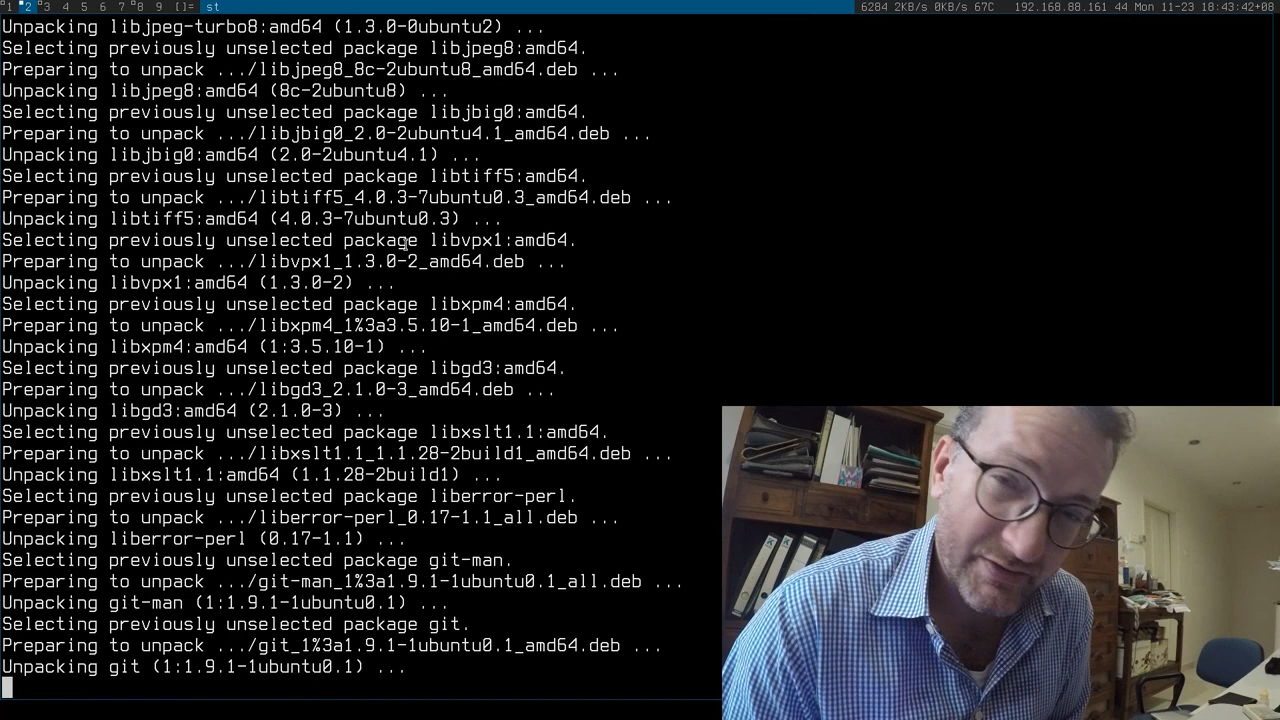 1 2 3 4 5 6 7 8 9 []= st 6284 2KB/s 0KB/s 67C 192.168.88.161 44 Mon 11-23 18:43:42+08
Unpacking libjpeg-turbo8:amd64 (1.3.0-0ubuntu2) ...
Selecting previously unselected package libjpeg8:amd64.
Preparing to unpack .../libjpeg8_8c-2ubuntu8_amd64.deb ...
Unpacking libjpeg8:amd64 (8c-2ubuntu8) ...
Selecting previously unselected package libjbig0:amd64.
Preparing to unpack .../libjbig0_2.0-2ubuntu4.1_amd64.deb ...
Unpacking libjbig0:amd64 (2.0-2ubuntu4.1) ...
Selecting previously unselected package libtiff5:amd64.
Preparing to unpack .../libtiff5_4.0.3-7ubuntu0.3_amd64.deb ...
Unpacking libtiff5:amd64 (4.0.3-7ubuntu0.3) ...
Selecting previously unselected package libvpx1:amd64.
Preparing to unpack .../libvpx1_1.3.0-2_amd64.deb ...
Unpacking libvpx1:amd64 (1.3.0-2) ...
Selecting previously unselected package libxpm4:amd64.
Preparing to unpack .../libxpm4_1%3a3.5.10-1_amd64.deb ...
Unpacking libxpm4:amd64 (1:3.5.10-1) ...
Selecting previously unselected package libgd3:amd64.
Preparing to unpack .../libgd3_2.1.0-3_amd64.deb ...
Unpacking libgd3:amd64 (2.1.0-3) ...
Selecting previously unselected package libxslt1.1:amd64.
Preparing to unpack .../libxslt1.1_1.1.28-2build1_amd64.deb ...
Unpacking libxslt1.1:amd64 (1.1.28-2build1) ...
Selecting previously unselected package liberror-perl.
Preparing to unpack .../liberror-perl_0.17-1.1_all.deb ...
Unpacking liberror-perl (0.17-1.1) ...
Selecting previously unselected package git-man.
Preparing to unpack .../git-man_1%3a1.9.1-1ubuntu0.1_all.deb ...
Unpacking git-man (1:1.9.1-1ubuntu0.1) ...
Selecting previously unselected package git.
Preparing to unpack .../git_1%3a1.9.1-1ubuntu0.1_amd64.deb ...
Unpacking git (1:1.9.1-1ubuntu0.1) ...